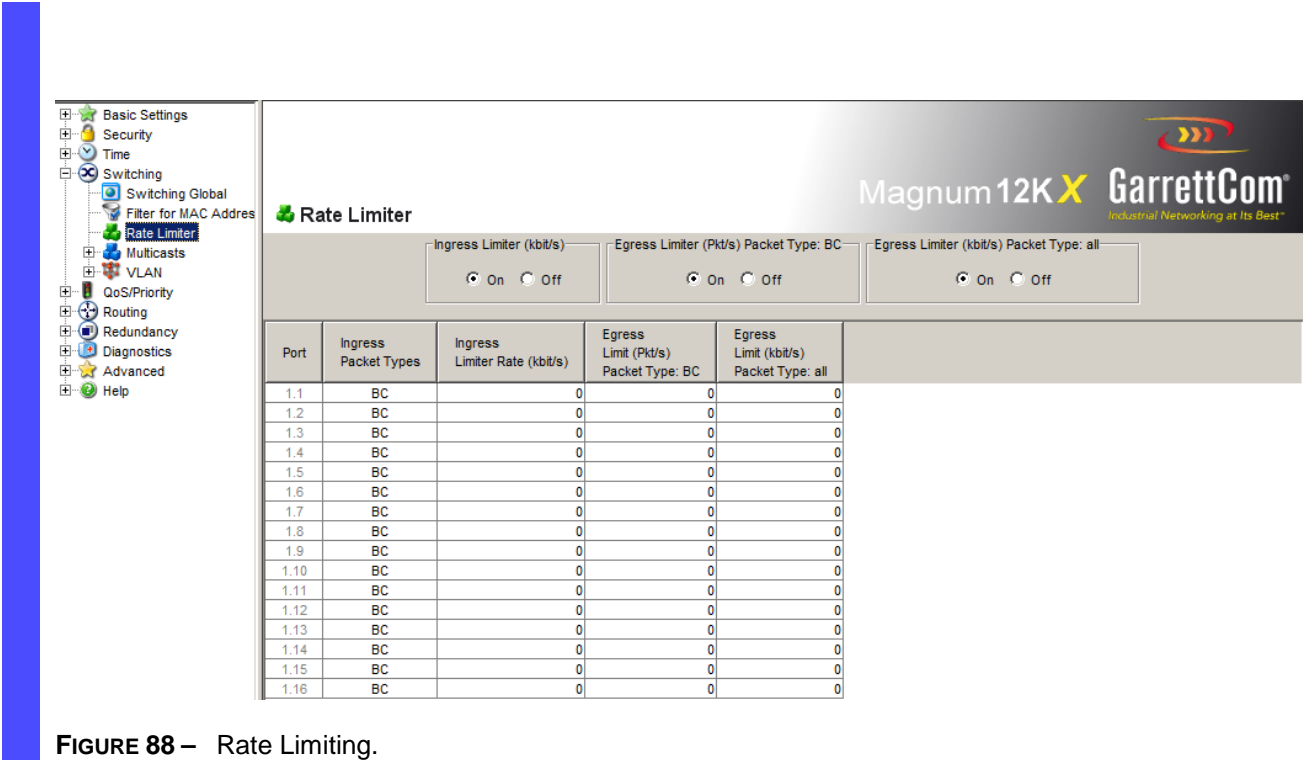 Basic Settings
Security
Time
Switching
Switching Global
Filter for MAC Addres
Rate Limiter
Multicasts
VLAN
QoS/Priority
Routing
Redundancy
Diagnostics
Advanced
Help
Magnum 12K X
GarrettCom®
Industrial Networking at Its Best™
Rate Limiter
Ingress Limiter (kbit/s)
On Off
Egress Limiter (Pkt/s) Packet Type: BC
On Off
Egress Limiter (kbit/s) Packet Type: all
On Off
Port
Ingress
Packet Types
Ingress
Limiter Rate (kbit/s)
Egress
Limit (Pkt/s)
Packet Type: BC
Egress
Limit (kbit/s)
Packet Type: all
1.1 BC 0 0 0
1.2 BC 0 0 0
1.3 BC 0 0 0
1.4 BC 0 0 0
1.5 BC 0 0 0
1.6 BC 0 0 0
1.7 BC 0 0 0
1.8 BC 0 0 0
1.9 BC 0 0 0
1.10 BC 0 0 0
1.11 BC 0 0 0
1.12 BC 0 0 0
1.13 BC 0 0 0
1.14 BC 0 0 0
1.15 BC 0 0 0
1.16 BC 0 0 0
FIGURE 88 – Rate Limiting.